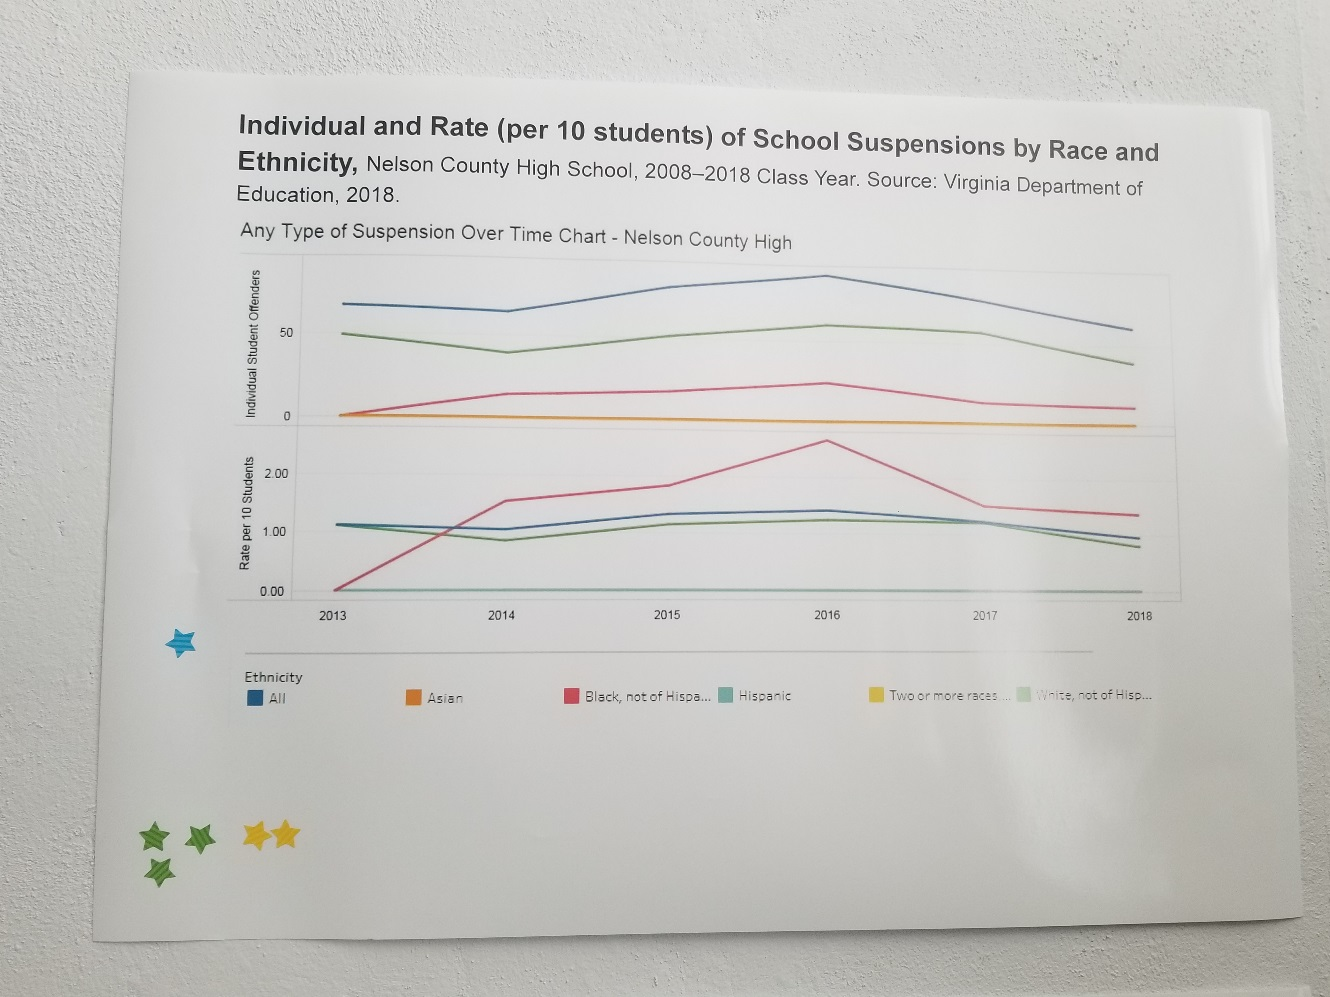 Individual and Rate (per 10 students) of School Suspensions by Race and
Ethnicity, Nelson County High School, 2008–2018 Class Year. Source: Virginia Department of
Education, 2018.
Any Type of Suspension Over Time Chart - Nelson County High
Individual Student Offenders
50
0
Rate per 10 Students
2.00
1.00
0.00
2013 2014 2015 2016 2017 2018
Ethnicity
All Asian Black, not of Hispa... Hispanic Two or more races ... White, not of Hisp...